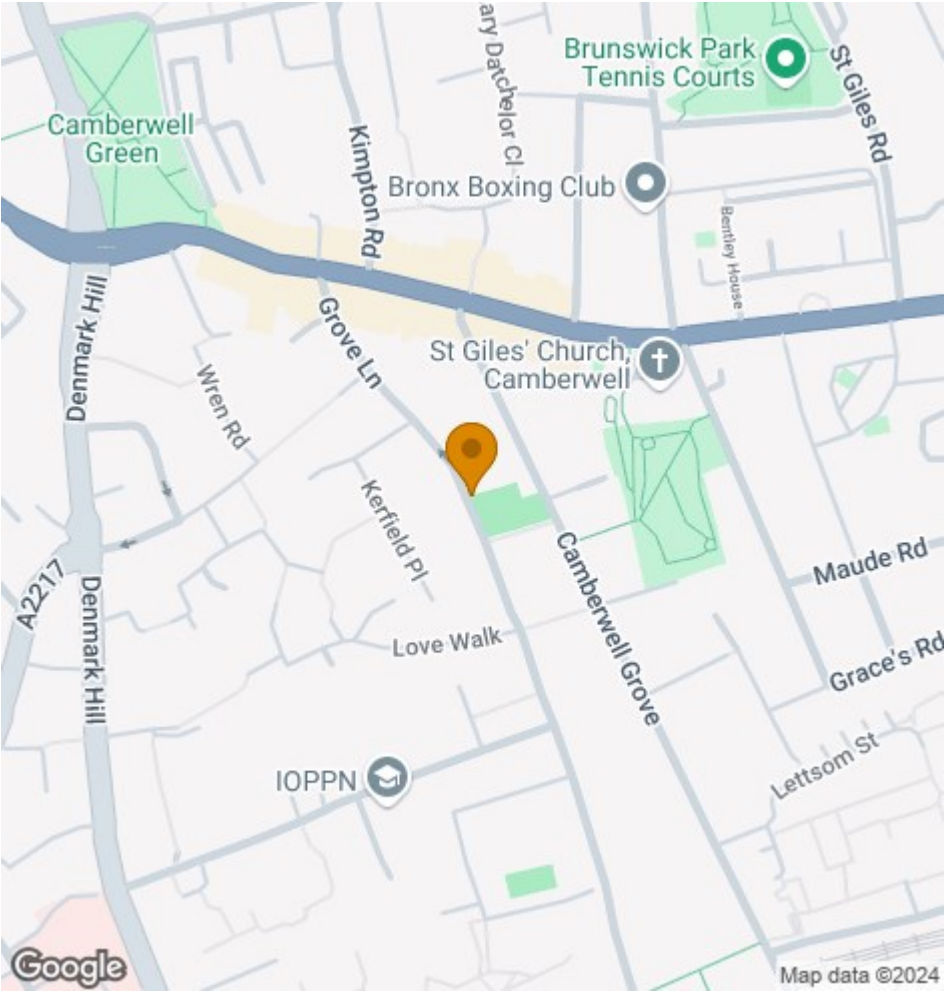 ary Datchelor Cl
Brunswick Park
Tennis Courts
St Giles Rd
Camberwell
Green
Kimpton Rd
Bronx Boxing Club
Bentley House
Denmark Hill
Grove Ln
St Giles' Church,
Camberwell
Wren Rd
Kerfield Pl
Camberwell Grove
Maude Rd
A2217
Denmark Hill
Love Walk
Grace's Rd
Lettsom St
IOPPN
Google
Map data ©2024